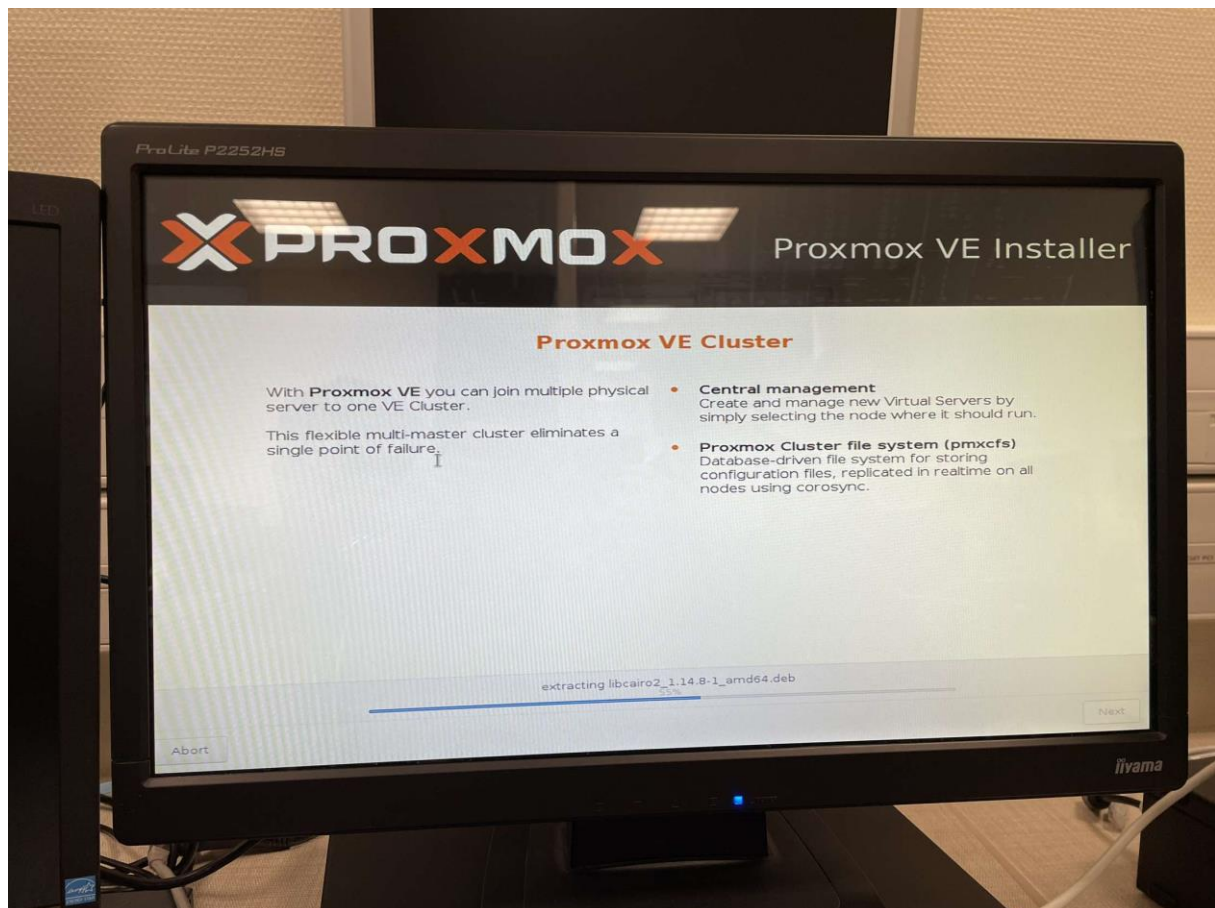 ProLite P2252HS
LED
PROXMOX
Proxmox VE Installer
Proxmox VE Cluster
With Proxmox VE you can join multiple physical
server to one VE Cluster.
This flexible multi-master cluster eliminates a
single point of failure.
Central management
Create and manage new Virtual Servers by
simply selecting the node where it should run.
Proxmox Cluster file system (pmxcfs)
Database-driven file system for storing
configuration files, replicated in realtime on all
nodes using corosync.
extracting libcairo2_1.14.8-1_amd64.deb
55%
Abort
Next
iiyama